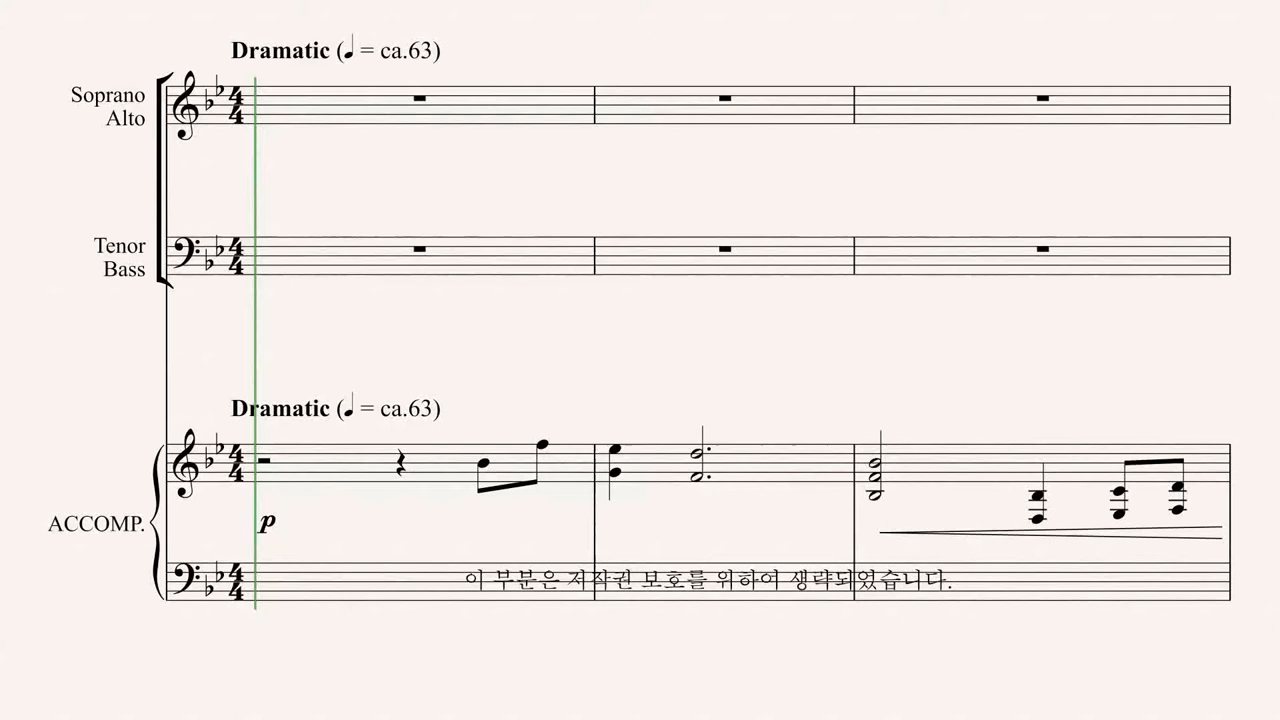 Dramatic (♩ = ca.63)
Soprano
Alto
Tenor
Bass
Dramatic (♩ = ca.63)
ACCOMP.
p
이 부분은 저작권 보호를 위하여 생략되었습니다.